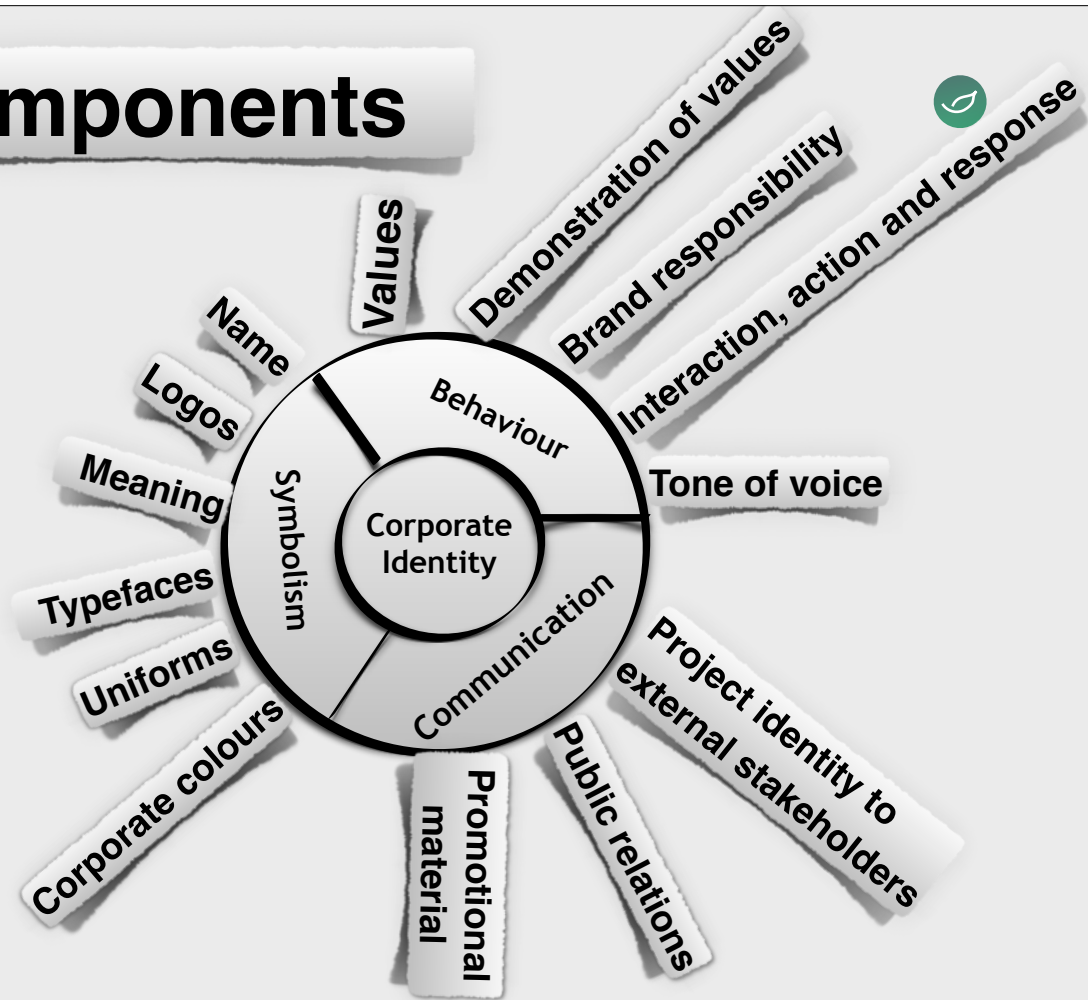 mponents
Values
Demonstration of values
Brand responsibility
Interaction, action and response
Tone of voice
Name
Logos
Meaning
Typefaces
Uniforms
Corporate colours
Behaviour
Symbolism
Corporate
Identity
Communication
Project identity to
external stakeholders
Public relations
Promotional
material